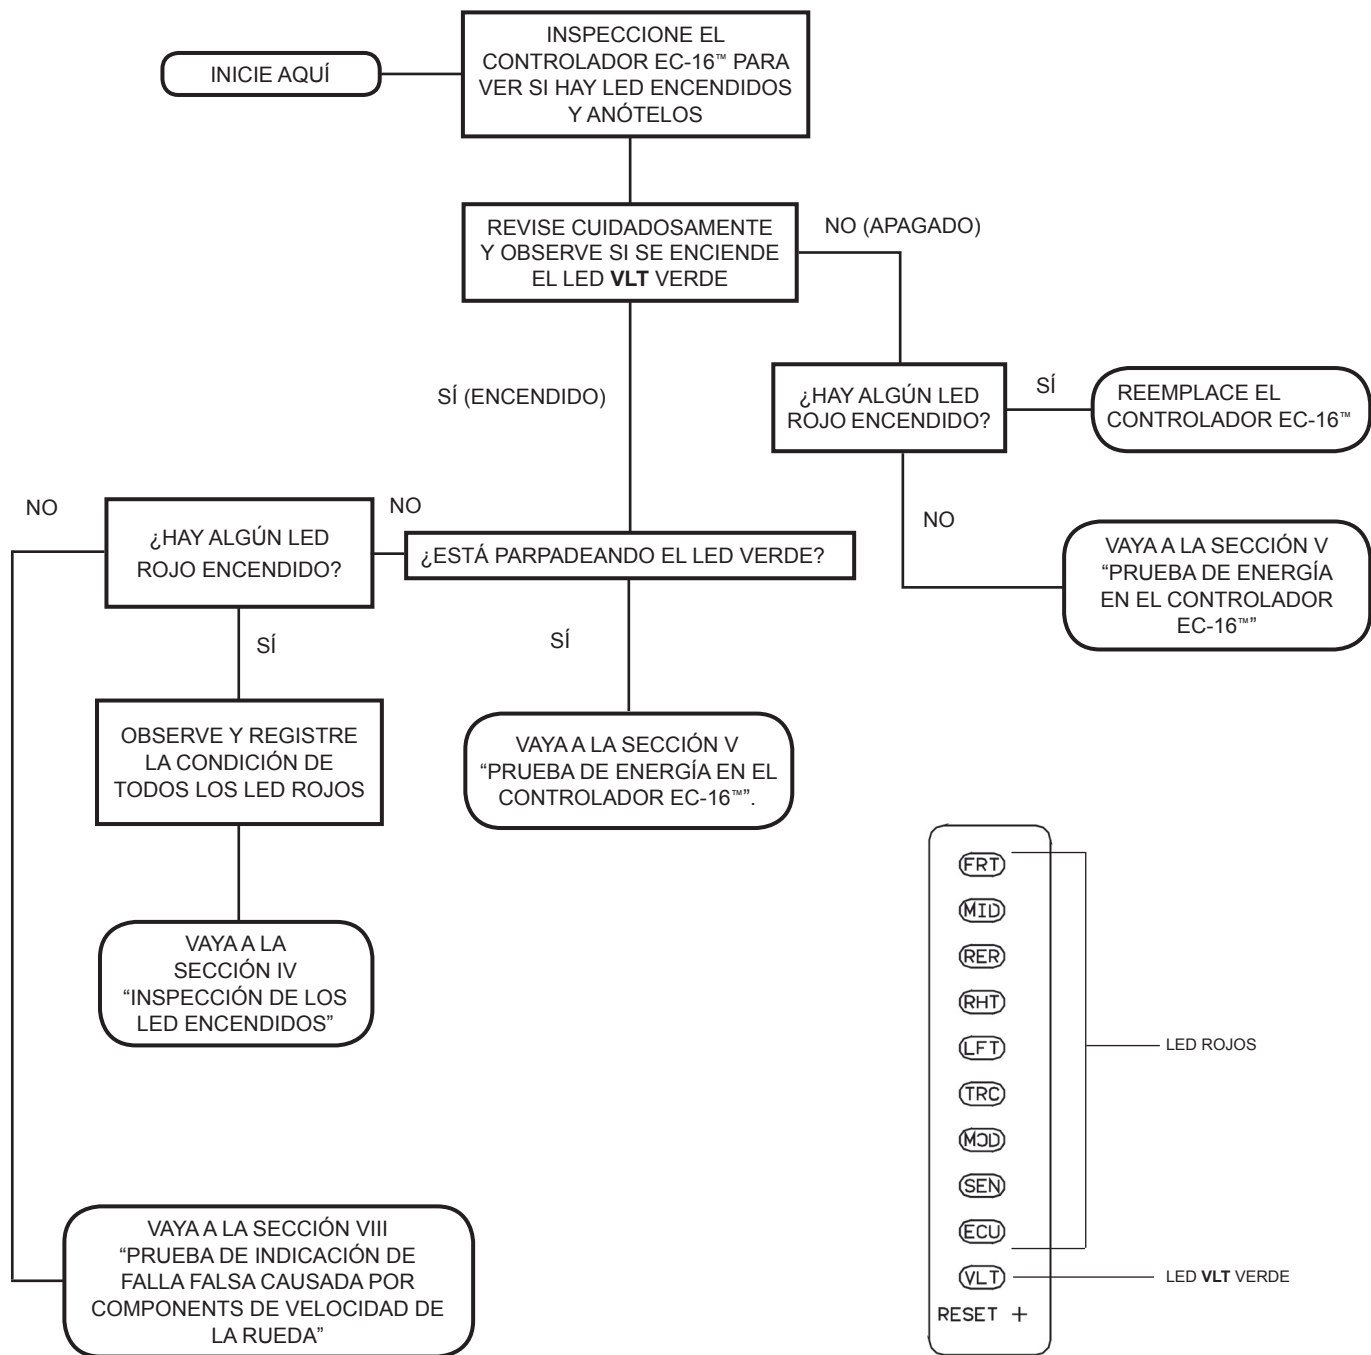 INICIE AQUÍ
INSPECCIONE EL
CONTROLADOR EC-16™ PARA
VER SI HAY LED ENCENDIDOS
Y ANÓTELOS
REVISE CUIDADOSAMENTE
Y OBSERVE SI SE ENCIENDE
EL LED VLT VERDE
NO (APAGADO)
SÍ (ENCENDIDO)
¿HAY ALGÚN LED
ROJO ENCENDIDO?
SÍ
REEMPLACE EL
CONTROLADOR EC-16™
NO
VAYA A LA SECCIÓN V
“PRUEBA DE ENERGÍA
EN EL CONTROLADOR
EC-16™”
NO
¿HAY ALGÚN LED
ROJO ENCENDIDO?
NO
¿ESTÁ PARPADEANDO EL LED VERDE?
SÍ
SÍ
OBSERVE Y REGISTRE
LA CONDICIÓN DE
TODOS LOS LED ROJOS
VAYA A LA SECCIÓN V
“PRUEBA DE ENERGÍA EN EL
CONTROLADOR EC-16™”.
VAYA A LA
SECCIÓN IV
“INSPECCIÓN DE LOS
LED ENCENDIDOS”
VAYA A LA SECCIÓN VIII
“PRUEBA DE INDICACIÓN DE
FALLA FALSA CAUSADA POR
COMPONENTS DE VELOCIDAD DE
LA RUEDA”
FRT
MID
RER
RHT
LFT
TRC
MOD
SEN
ECU
VLT
RESET +
LED ROJOS
LED VLT VERDE